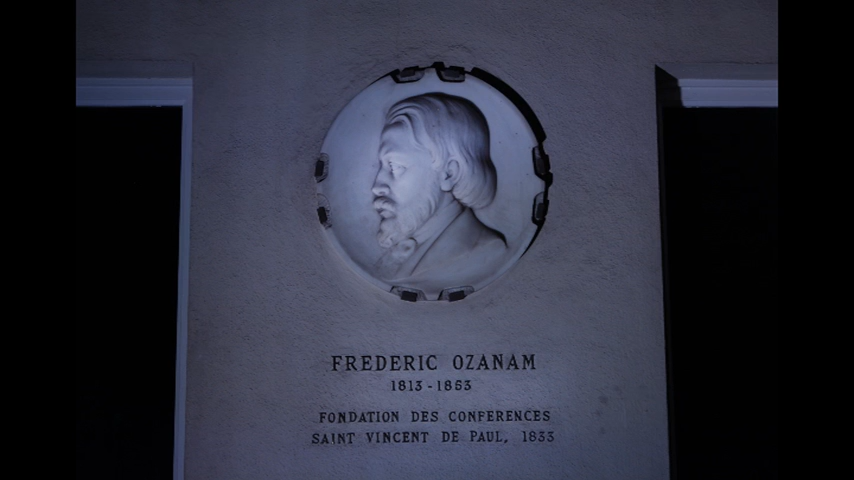 FREDERIC OZANAM
1813-1853
FONDATION DES CONFERENCES
SAINT VINCENT DE PAUL, 1833